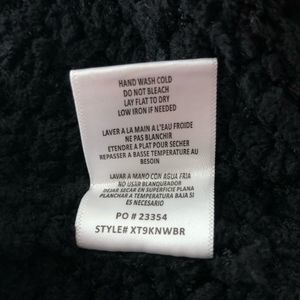 HAND WASH COLD
DO NOT BLEACH
LAY FLAT TO DRY
LOW IRON IF NEEDED
LAVER A LA MAIN A L'EAU FROIDE
NE PAS BLANCHIR
ETENDRE A PLAT POUR SECHER
REPASSER A BASSE TEMPERATURE AU
BESOIN
LAVAR A MANO CON AGUA FRIA
NO USAR BLANQUEADOR
DEJAR SECAR EN SUPERFICIE PLANA
PLANCHAR A TEMPERATURA BAJA SI
ES NECESARIO
PO # 23354
STYLE# XT9KNWBR